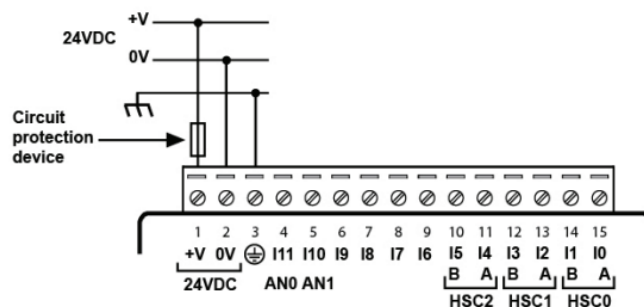 +V
24VDC
0V
Circuit
protection
device
1 2 3 4 5 6 7 8 9 10 11 12 13 14 15
+V 0V I11 I10 I9 I8 I7 I6 I5 I4 I3 I2 I1 I0
B A B A B A
24VDC AN0 AN1
HSC2 HSC1 HSC0